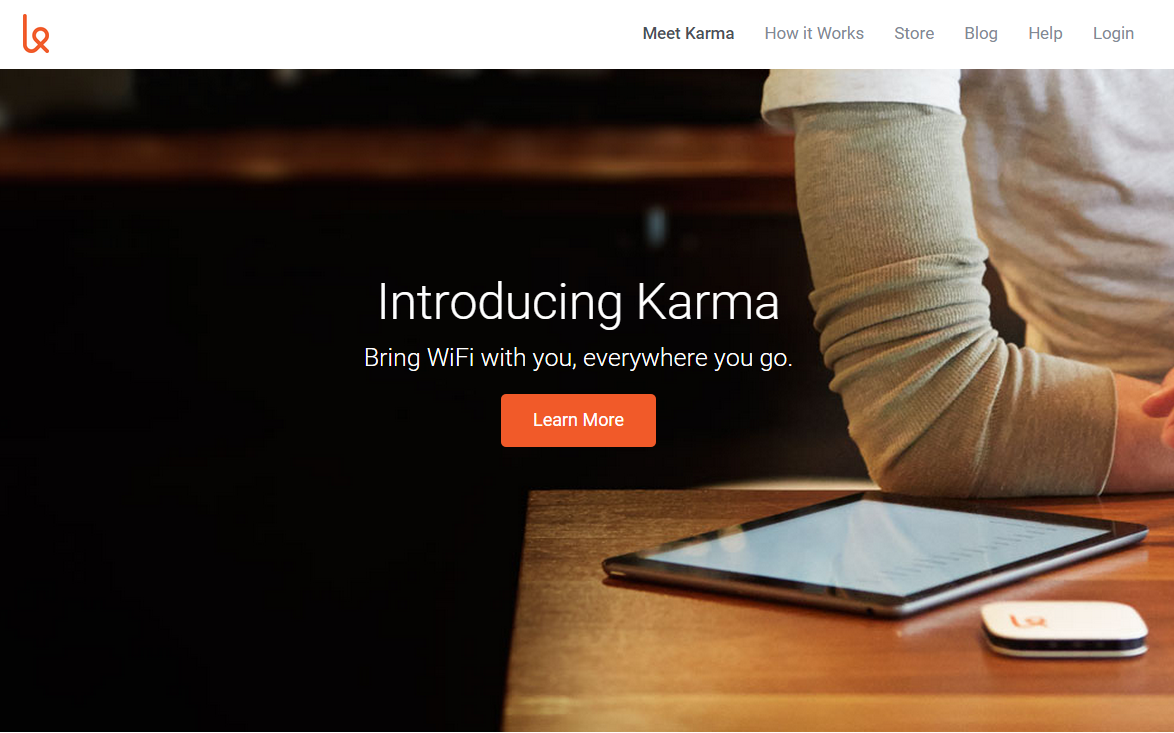 Meet Karma How it Works Store Blog Help Login
Introducing Karma
Bring WiFi with you, everywhere you go.
Learn More